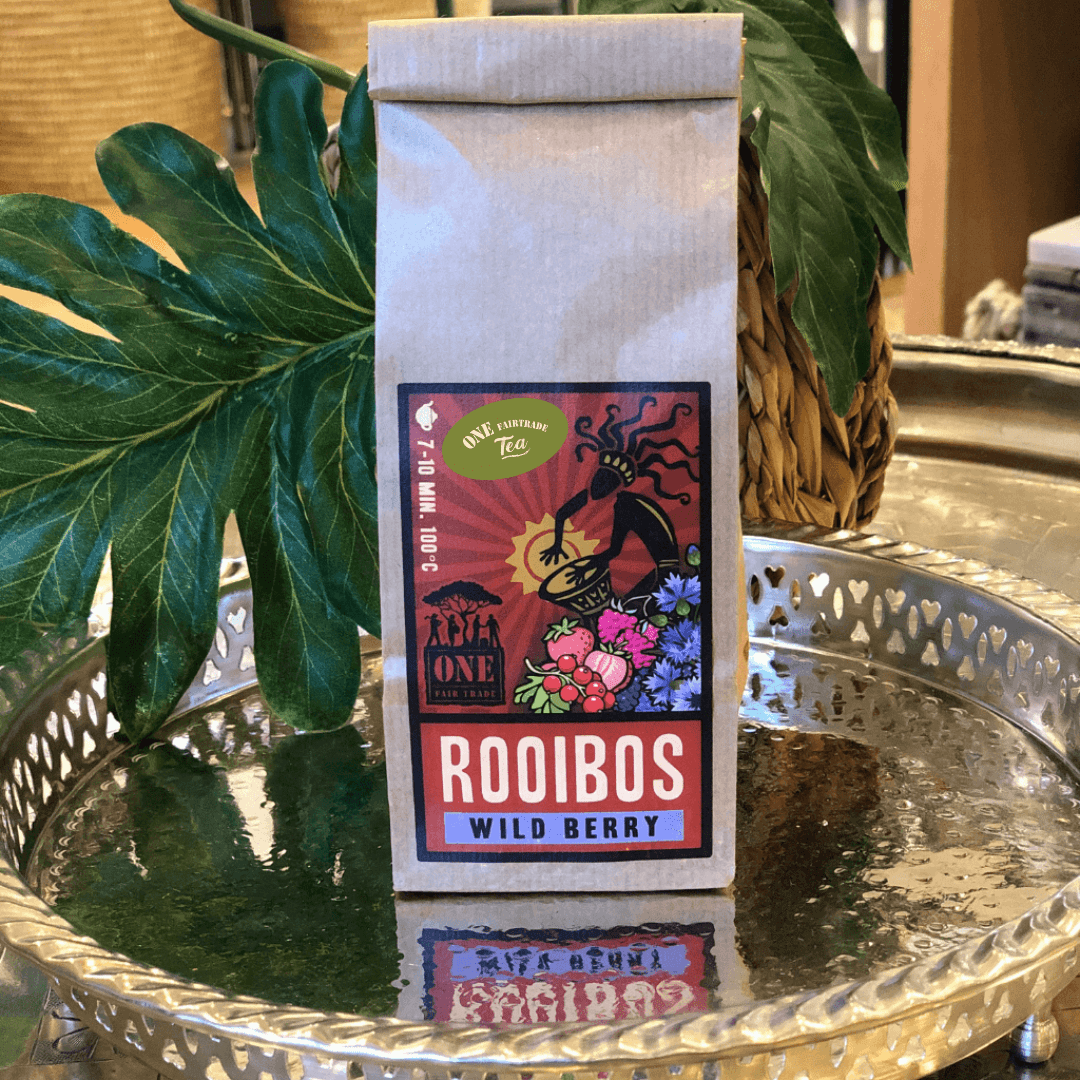 ONE FAIRTRADE
Tea
7-10 MIN. 100°C
ONE
FAIR TRADE
ROOIBOS
WILD BERRY